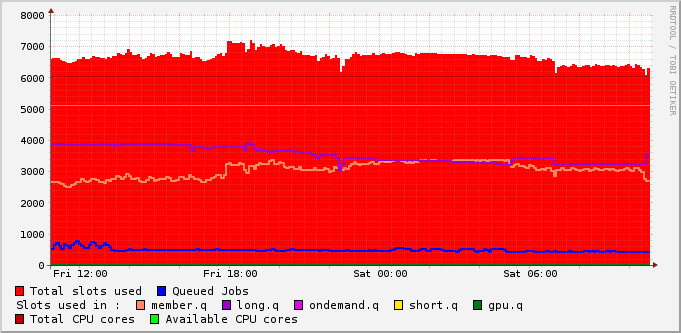 8000
7000
6000
5000
4000
3000
2000
1000
0
Fri 12:00 Fri 18:00 Sat 00:00 Sat 06:00
Total slots used Queued Jobs
Slots used in : member.q long.q ondemand.q short.q gpu.q
Total CPU cores Available CPU cores
RRDTOOL / TOBI OETIKER